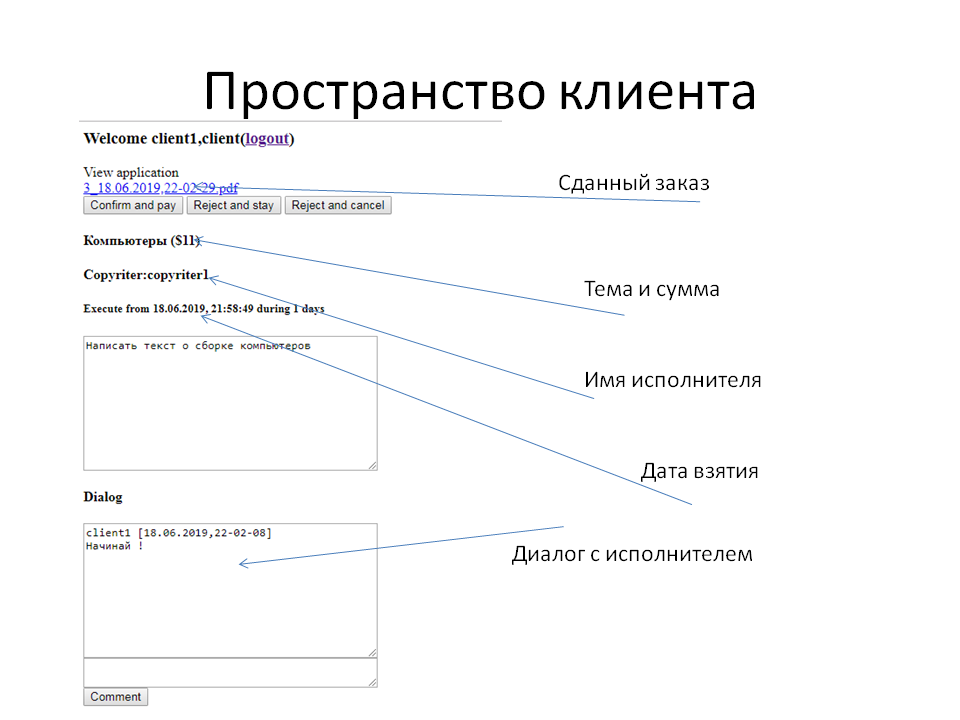 Пространство клиента
Welcome client1,client(logout)
View application
3_18.06.2019,22-02-29.pdf
Confirm and pay
Reject and stay
Reject and cancel
Сданный заказ
Компьютеры ($11)
Copyriter:copyriter1
Тема и сумма
Execute from 18.06.2019, 21:58:49 during 1 days
Написать текст о сборке компьютеров
Имя исполнителя
Дата взятия
Dialog
client1 [18.06.2019,22-02-08]
Начинай !
Диалог с исполнителем
Comment